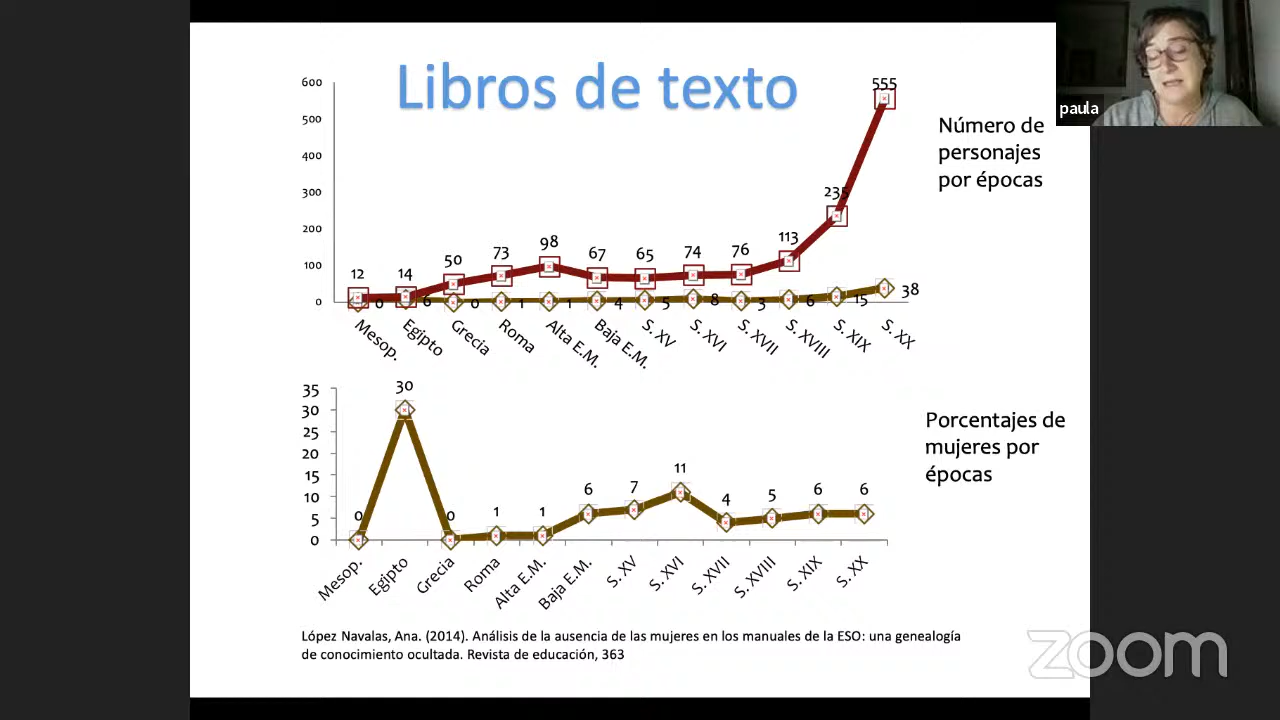 Libros de texto
600
500
400
300
200
100
0
12 14 50 73 98 67 65 74 76 113 235 555
0 6 0 1 1 4 5 8 3 6 15 38
Mesop. Egipto Grecia Roma Alta E.M. Baja E.M. S. XV S. XVI S. XVII S. XVIII S. XIX S. XX
Número de
personajes
por épocas
paula
35
30
25
20
15
10
5
0
0 30 0 1 1 6 7 11 4 5 6 6
Mesop. Egipto Grecia Roma Alta E.M. Baja E.M. S. XV S. XVI S. XVII S. XVIII S. XIX S. XX
Porcentajes de
mujeres por
épocas
López Navalas, Ana. (2014). Análisis de la ausencia de las mujeres en los manuales de la ESO: una genealogía
de conocimiento ocultada. Revista de educación, 363
zoom